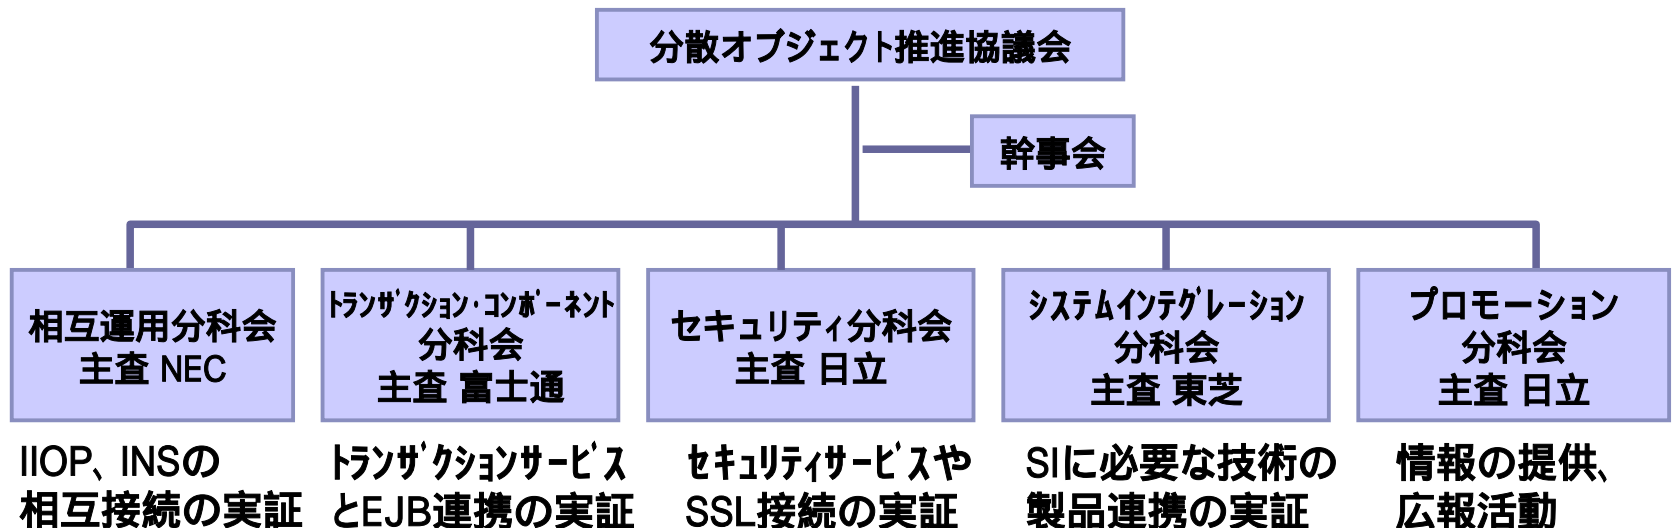 分散オブジェクト推進協議会
幹事会
相互運用分科会
主査 NEC
ﾄﾗﾝｻﾞｸｼｮﾝ･ｺﾝﾎﾟｰﾈﾝﾄ
分科会
主査 富士通
セキュリティ分科会
主査 日立
ｼｽﾃﾑｲﾝﾃｸﾞﾚｰｼｮﾝ
分科会
主査 東芝
プロモーション
分科会
主査 日立
IIOP、INSの
相互接続の実証
ﾄﾗﾝｻﾞｸｼｮﾝｻｰﾋﾞｽ
とEJB連携の実証
ｾｷｭﾘﾃｨｻｰﾋﾞｽや
SSL接続の実証
SIに必要な技術の
製品連携の実証
情報の提供、
広報活動